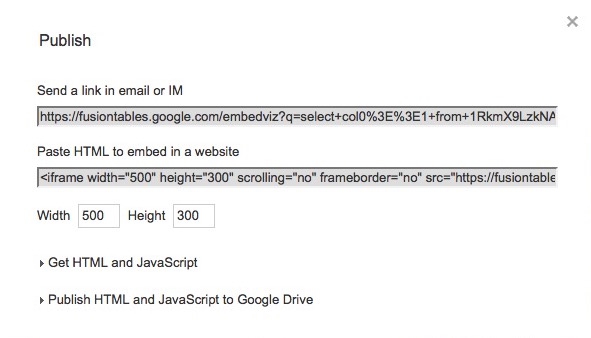 Publish
Send a link in email or IM
https://fusiontables.google.com/embedviz?q=select+col0%3E%3E1+from+1RkmX9LzkNA
Paste HTML to embed in a website
<iframe width="500" height="300" scrolling="no" frameborder="no" src="https://fusiontable
Width 500 Height 300
Get HTML and JavaScript
Publish HTML and JavaScript to Google Drive